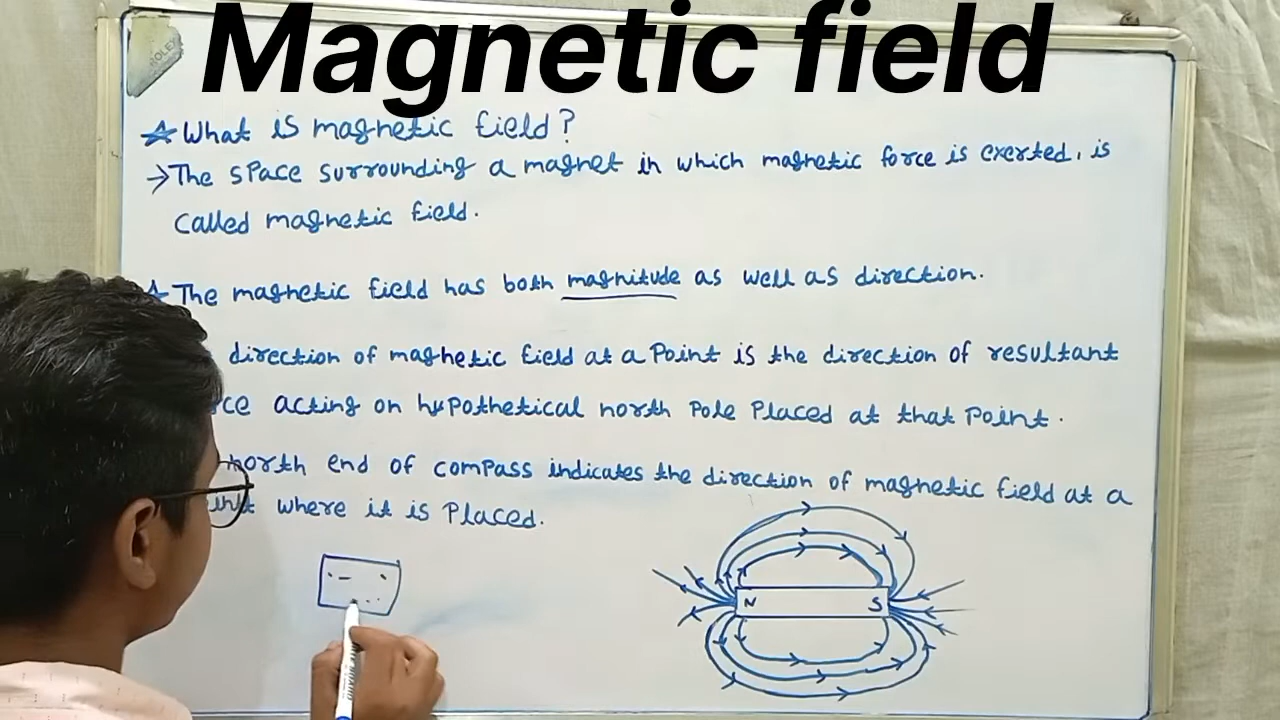 Magnetic field
What is magnetic field?
→ The space surrounding a magnet in which magnetic force is exerted, is
called magnetic field.
The magnetic field has both magnitude as well as direction.
direction of magnetic field at a Point is the direction of resultant
ce acting on hypothetical north Pole Placed at that Point.
north end of compass indicates the direction of magnetic field at a
where it is Placed.
N S